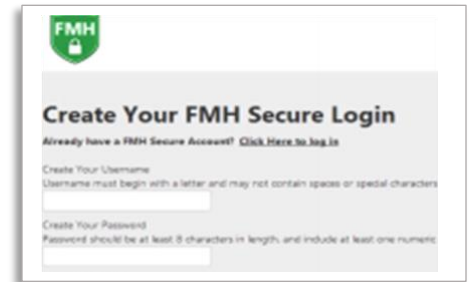 FMH
Create Your FMH Secure Login
Already have a FMH Secure Account? Click Here to log in
Create Your Username
Username must begin with a letter and may not contain spaces or special characters
Create Your Password
Password should be at least 8 characters in length, and include at least one numeric